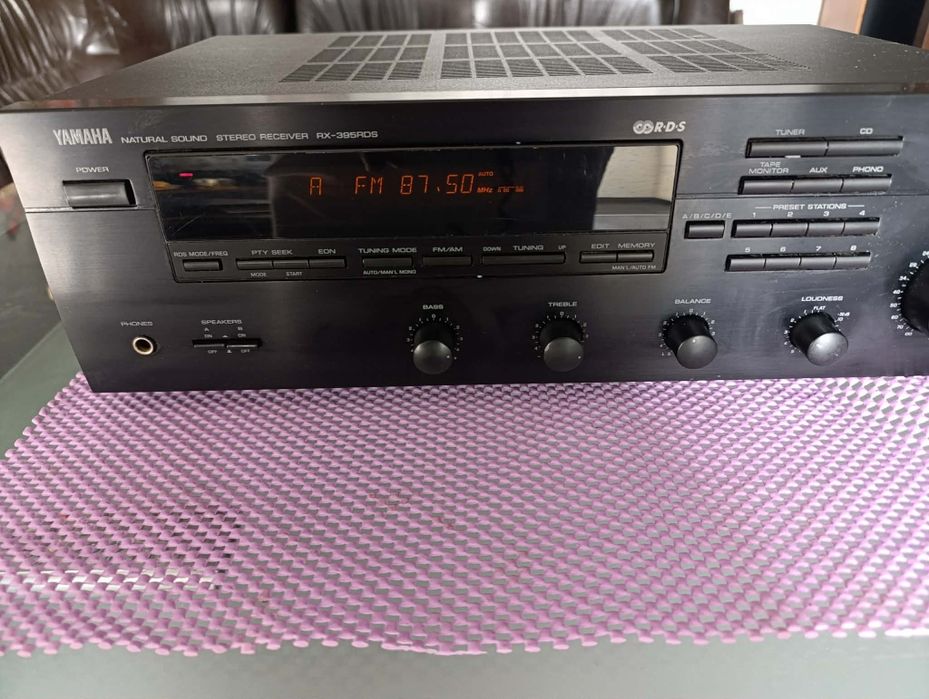 YAMAHA NATURAL SOUND STEREO RECEIVER RX-395RDS
R·D·S
POWER
A FM 87.50 MHz
AUTO
TUNER CD
TAPE MONITOR AUX PHONO
A/B/C/D/E
PRESET STATIONS
1 2 3 4
5 6 7 8
RDS MODE/FREQ PTY SEEK EON TUNING MODE FM/AM DOWN TUNING UP EDIT MEMORY
MODE START AUTO/MAN'L MONO MAN'L/AUTO FM
PHONES
SPEAKERS
A B
ON ON
OFF & OFF
BASS
TREBLE
BALANCE
LOUDNESS
FLAT